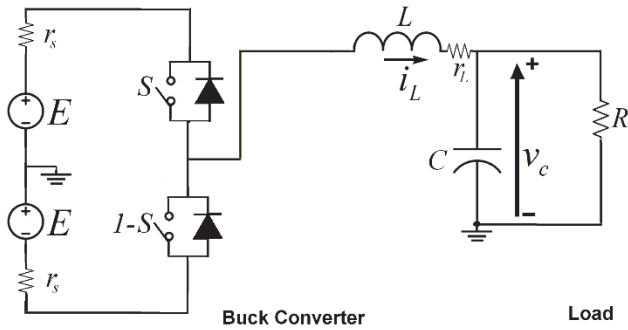 r_s
L
S
i_L
r_L
+
E
R
C
v_c
E
1-S
-
r_s
Buck Converter
Load